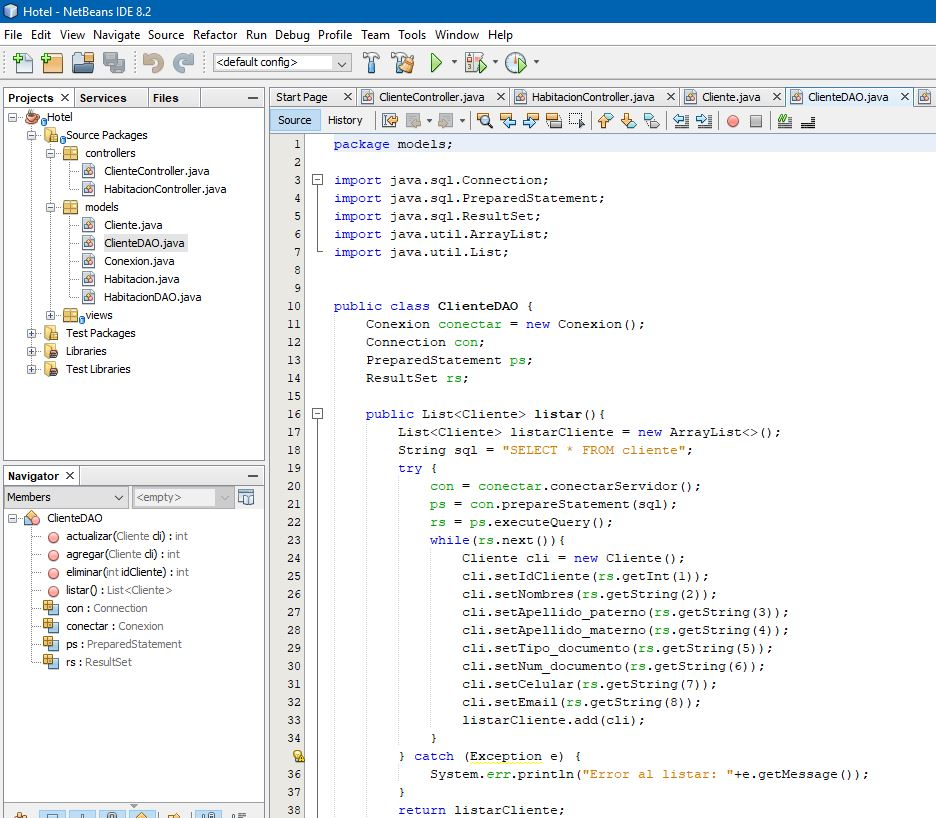 Hotel - NetBeans IDE 8.2
File Edit View Navigate Source Refactor Run Debug Profile Team Tools Window Help
<default config>
Projects Services Files
Hotel
Source Packages
controllers
ClienteController.java
HabitacionController.java
models
Cliente.java
ClienteDAO.java
Conexion.java
Habitacion.java
HabitacionDAO.java
views
Test Packages
Libraries
Test Libraries
Navigator
Members <empty>
ClienteDAO
actualizar(Cliente cli) : int
agregar(Cliente cli) : int
eliminar(int idCliente) : int
listar() : List<Cliente>
con : Connection
conectar : Conexion
ps : PreparedStatement
rs : ResultSet
Start Page ClienteController.java HabitacionController.java Cliente.java ClienteDAO.java
Source History
1 package models;
2
3 import java.sql.Connection;
4 import java.sql.PreparedStatement;
5 import java.sql.ResultSet;
6 import java.util.ArrayList;
7 import java.util.List;
8
9
10 public class ClienteDAO {
11 Conexion conectar = new Conexion();
12 Connection con;
13 PreparedStatement ps;
14 ResultSet rs;
15
16 public List<Cliente> listar(){
17 List<Cliente> listarCliente = new ArrayList<>();
18 String sql = "SELECT * FROM cliente";
19 try {
20 con = conectar.conectarServidor();
21 ps = con.prepareStatement(sql);
22 rs = ps.executeQuery();
23 while(rs.next()){
24 Cliente cli = new Cliente();
25 cli.setIdCliente(rs.getInt(1));
26 cli.setNombres(rs.getString(2));
27 cli.setApellido_paterno(rs.getString(3));
28 cli.setApellido_materno(rs.getString(4));
29 cli.setTipo_documento(rs.getString(5));
30 cli.setNum_documento(rs.getString(6));
31 cli.setCelular(rs.getString(7));
32 cli.setEmail(rs.getString(8));
33 listarCliente.add(cli);
34 }
} catch (Exception e) {
36 System.err.println("Error al listar: "+e.getMessage());
37 }
38 return listarCliente;